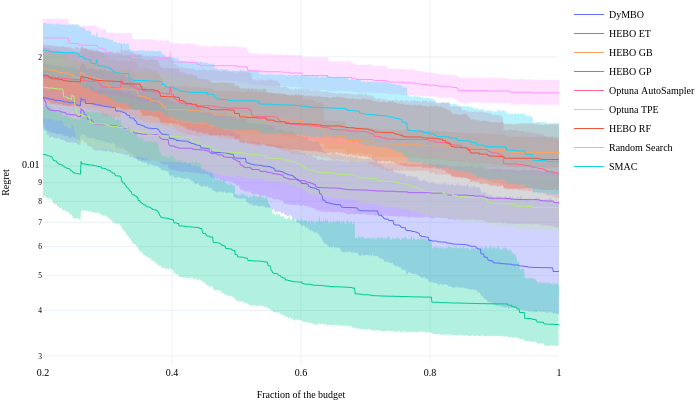 DyMBO
HEBO ET
HEBO GB
HEBO GP
Optuna AutoSampler
Optuna TPE
HEBO RF
Random Search
SMAC
Regret
2
0.01
9
8
7
6
5
4
3
0.2 0.4 0.6 0.8 1
Fraction of the budget